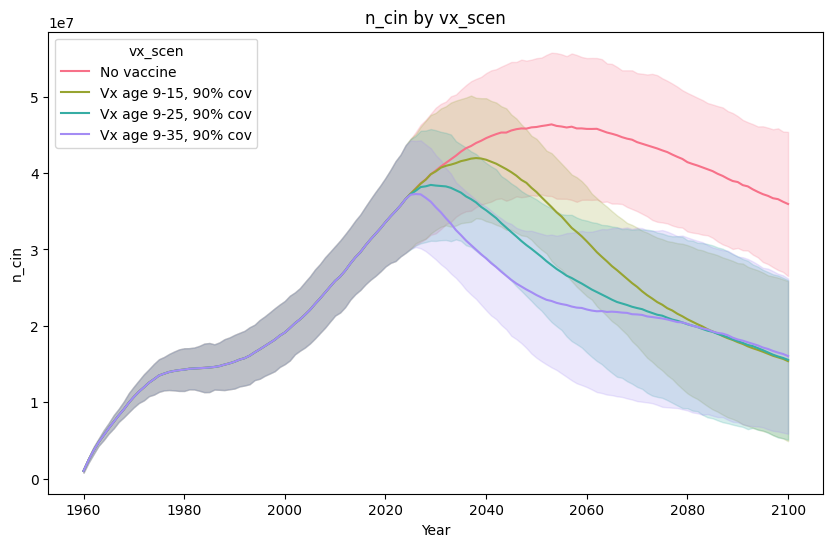 n_cin by vx_scen
1e7
vx_scen
No vaccine
Vx age 9-15, 90% cov
Vx age 9-25, 90% cov
Vx age 9-35, 90% cov
5
4
3
2
1
0
n_cin
1960
1980
2000
2020
2040
2060
2080
2100
Year